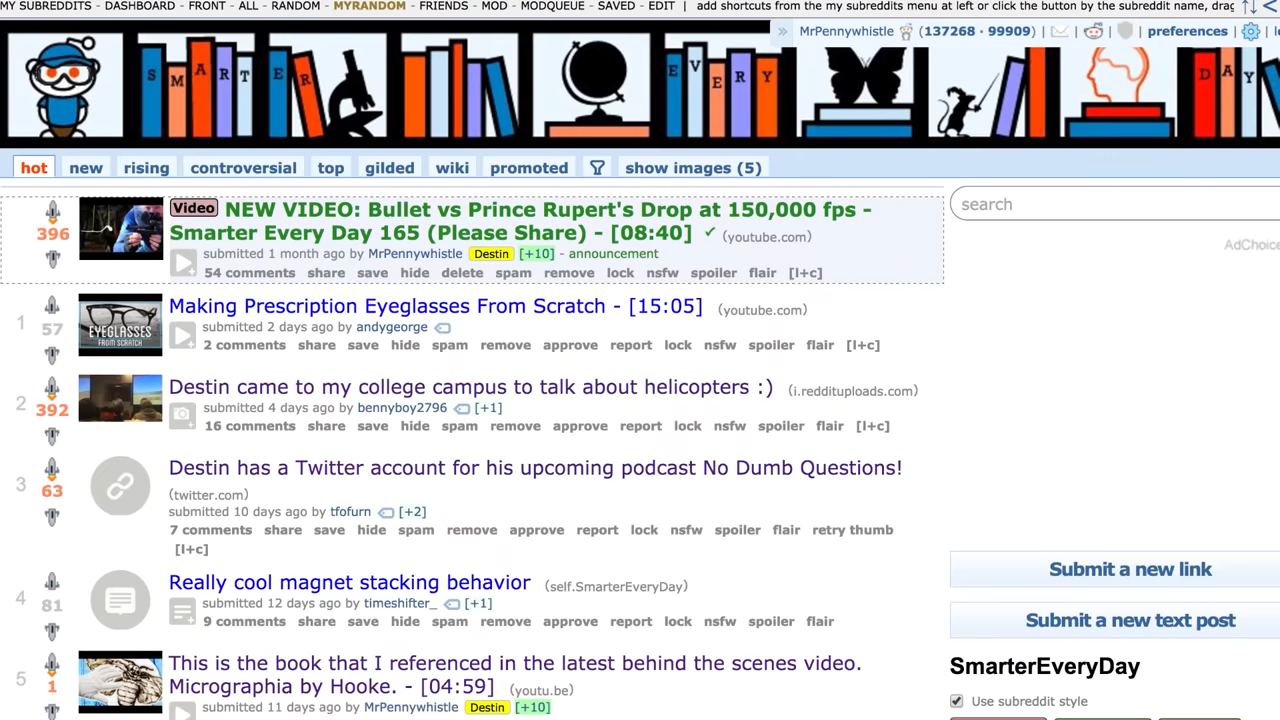 MY SUBREDDITS - DASHBOARD - FRONT - ALL - RANDOM - MYRANDOM - FRIENDS - MOD - MODQUEUE - SAVED - EDIT | add shortcuts from the my subreddits menu at left or click the button by the subreddit name, drag
» MrPennywhistle (137268 · 99909) | | | | preferences |
SMARTER EVERY DAY
hot new rising controversial top gilded wiki promoted show images (5)
Video NEW VIDEO: Bullet vs Prince Rupert's Drop at 150,000 fps -
396 Smarter Every Day 165 (Please Share) - [08:40] ✔ (youtube.com)
submitted 1 month ago by MrPennywhistle Destin [+10] - announcement
54 comments share save hide delete spam remove lock nsfw spoiler flair [l+c]
search
AdChoice
Making Prescription Eyeglasses From Scratch - [15:05] (youtube.com)
1 57 EYEGLASSES
FROM SCRATCH
submitted 2 days ago by andygeorge
2 comments share save hide spam remove approve report lock nsfw spoiler flair [l+c]
Destin came to my college campus to talk about helicopters :) (i.reddituploads.com)
2 392 submitted 4 days ago by bennyboy2796 [+1]
16 comments share save hide spam remove approve report lock nsfw spoiler flair [l+c]
Destin has a Twitter account for his upcoming podcast No Dumb Questions!
3 63 (twitter.com)
submitted 10 days ago by tfofurn [+2]
7 comments share save hide spam remove approve report lock nsfw spoiler flair retry thumb
[l+c]
Really cool magnet stacking behavior (self.SmarterEveryDay)
4 81 submitted 12 days ago by timeshifter_ [+1]
9 comments share save hide spam remove approve report lock nsfw spoiler flair
This is the book that I referenced in the latest behind the scenes video.
5 1 Micrographia by Hooke. - [04:59] (youtu.be)
submitted 11 days ago by MrPennywhistle Destin [+10]
Submit a new link
Submit a new text post
SmarterEveryDay
Use subreddit style